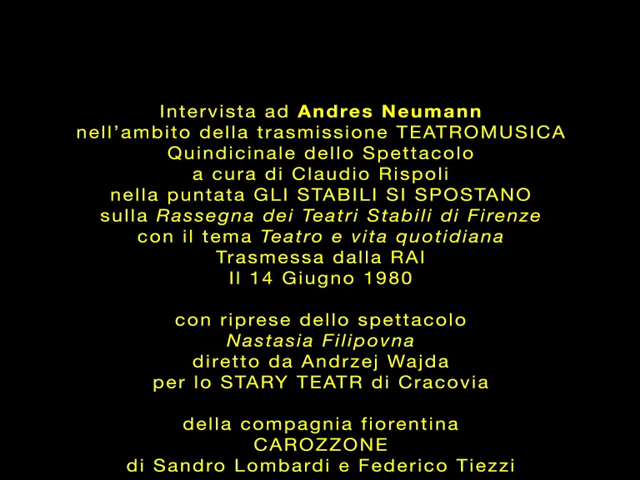 Intervista ad Andres Neumann
nell'ambito della trasmissione TEATROMUSICA
Quindicinale dello Spettacolo
a cura di Claudio Rispoli
nella puntata GLI STABILI SI SPOSTANO
sulla Rassegna dei Teatri Stabili di Firenze
con il tema Teatro e vita quotidiana
Trasmessa dalla RAI
Il 14 Giugno 1980
con riprese dello spettacolo
Nastasia Filipovna
diretto da Andrzej Wajda
per lo STARY TEATR di Cracovia
della compagnia fiorentina
CAROZZONE
di Sandro Lombardi e Federico Tiezzi